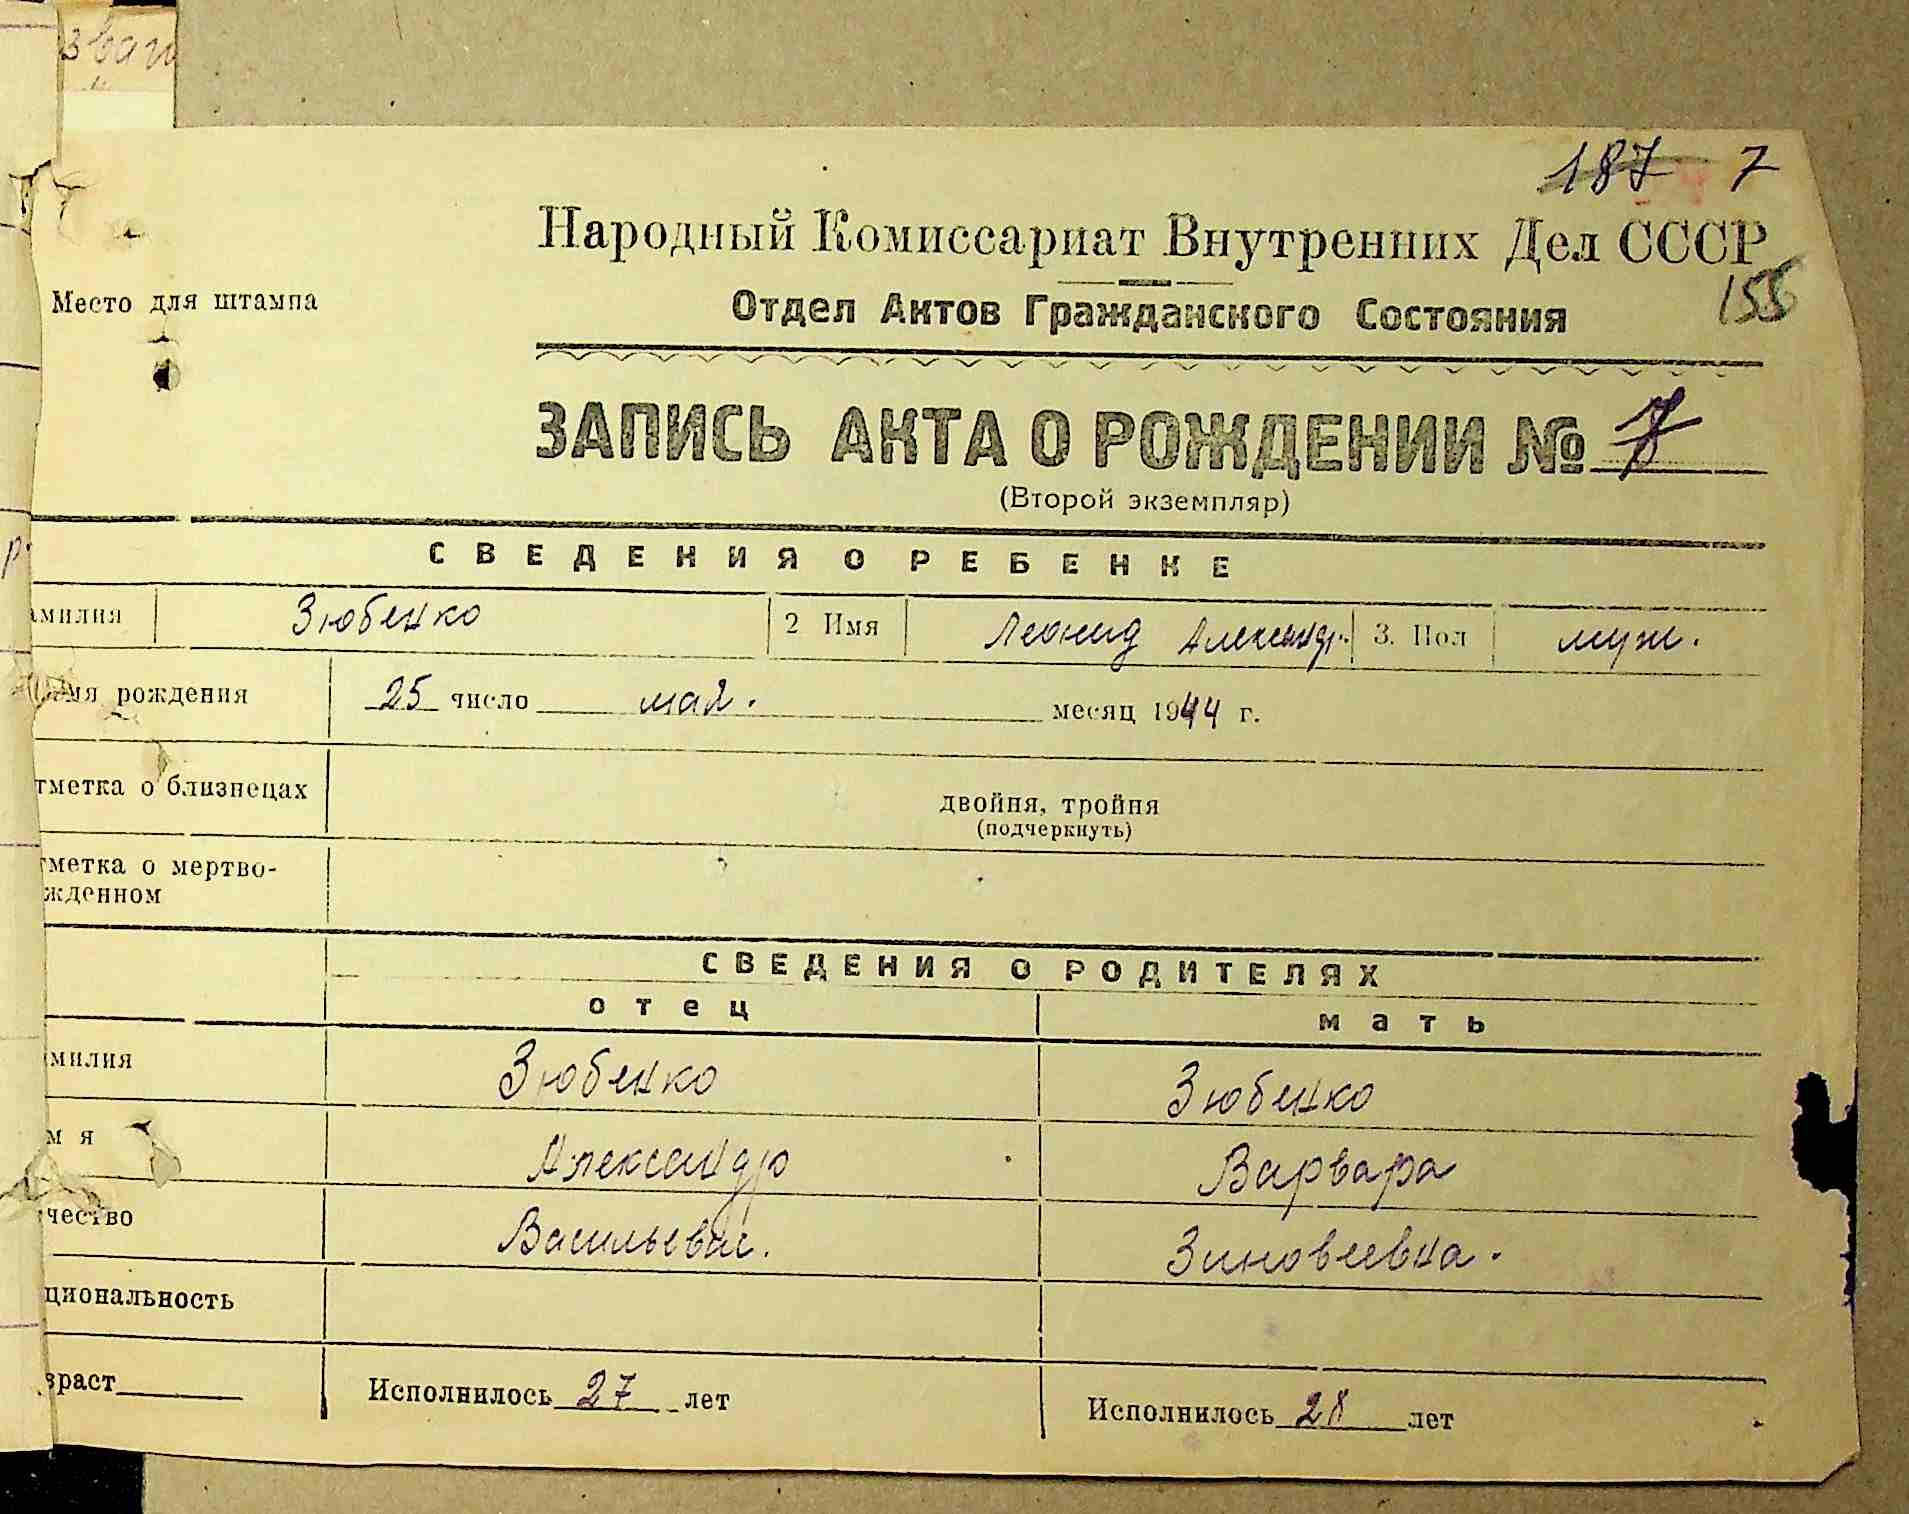 зван
187 7
Народный Комиссариат Внутренних Дел СССР
155
Место для штампа
Отдел Актов Гражданского Состояния
ЗАПИСЬ АКТА О РОЖДЕНИИ № 7
(Второй экземпляр)
СВЕДЕНИЯ О РЕБЕНКЕ
амилия Зюбенко 2 Имя Леонид Александр. 3. Пол муж.
мя рождения 25 число мая. месяц 1944 г.
тметка о близнецах двойня, тройня
(подчеркнуть)
тметка о мертво-
жденном
СВЕДЕНИЯ О РОДИТЕЛЯХ
отец мать
милия Зюбенко Зюбенко
м я Александр Варвара
чество Васильевич. Зиновеевна.
циональность
зраст Исполнилось 27 лет Исполнилось 28 лет